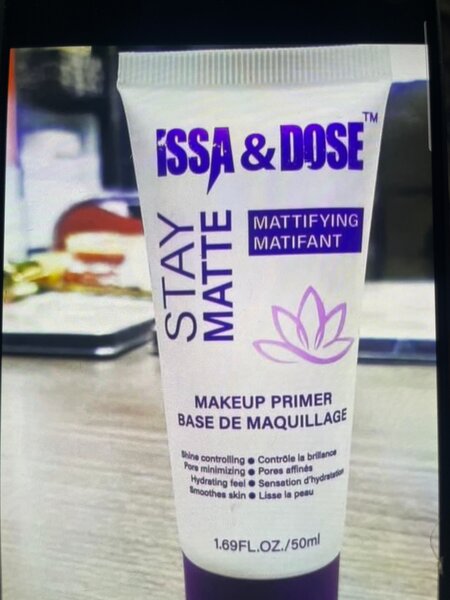 ISSA & DOSE™
STAY
MATTE
MATTIFYING
MATIFANT
MAKEUP PRIMER
BASE DE MAQUILLAGE
Shine controlling ● Contrôle la brillance
Pore minimizing ● Pores affinés
Hydrating feel ● Sensation d'hydratation
Smoothes skin ● Lisse la peau
1.69FL.OZ./50ml